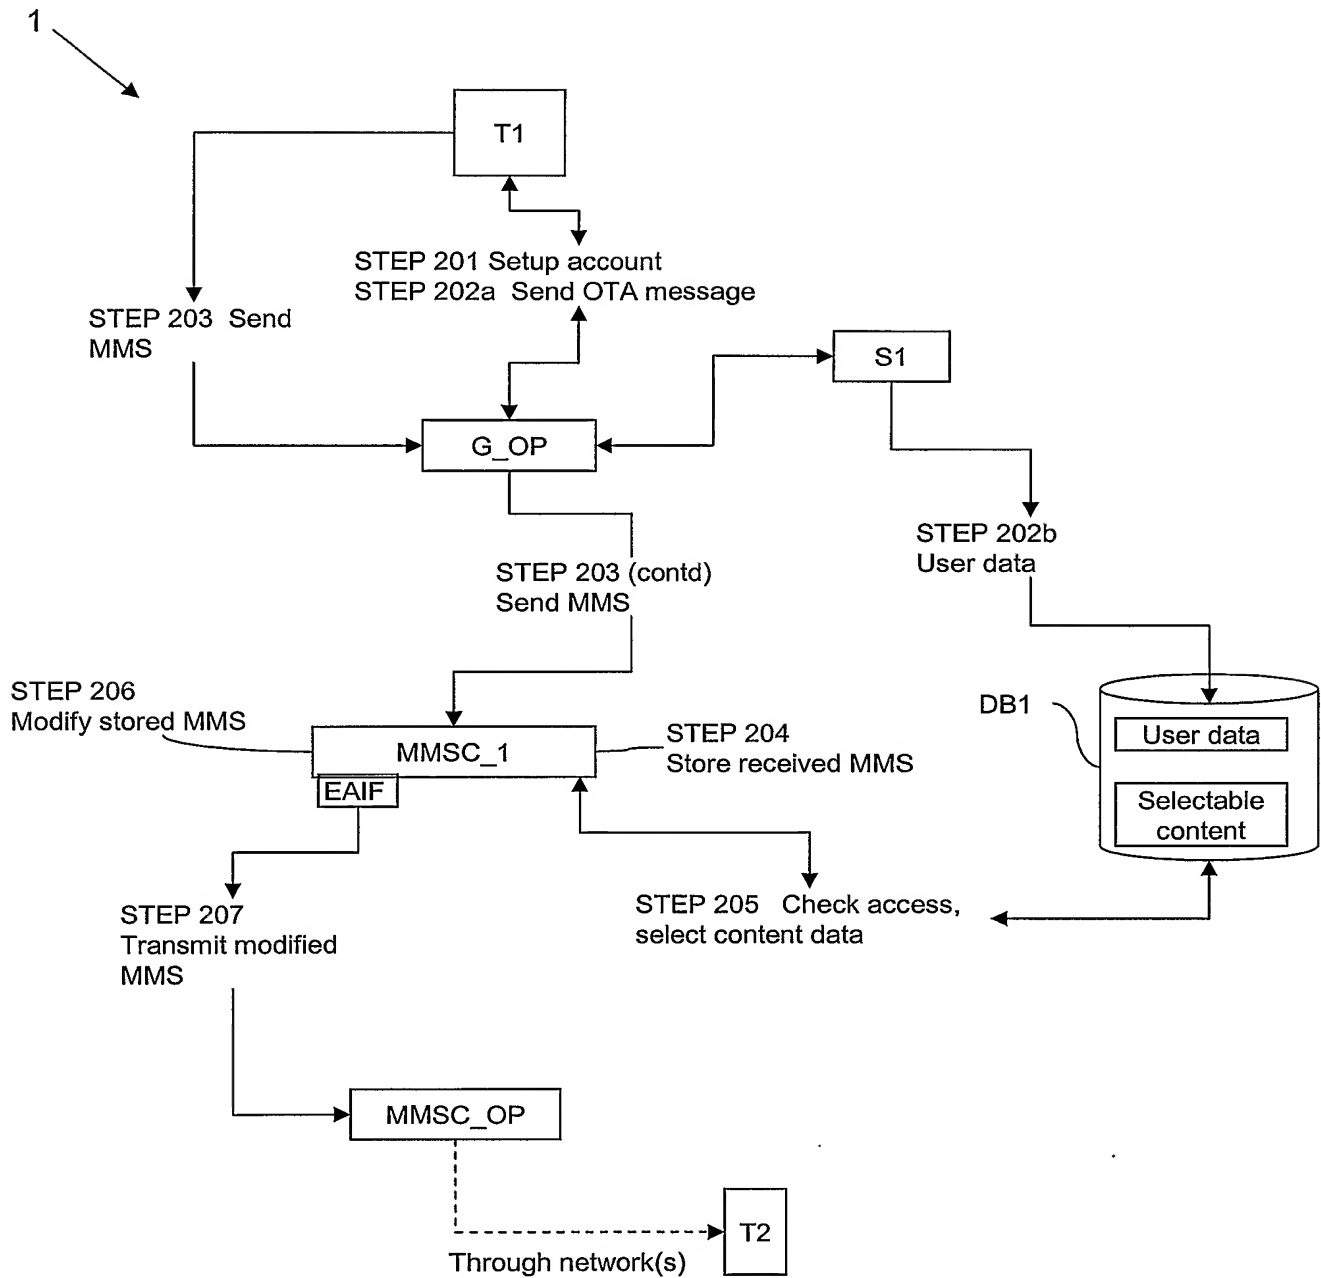 1
T1
STEP 201 Setup account
STEP 202a Send OTA message
STEP 203 Send
MMS
S1
G_OP
STEP 202b
User data
STEP 203 (contd)
Send MMS
STEP 206
Modify stored MMS
DB1
MMSC_1
STEP 204
Store received MMS
User data
EAIF
Selectable
content
STEP 205 Check access,
select content data
STEP 207
Transmit modified
MMS
MMSC_OP
T2
Through network(s)